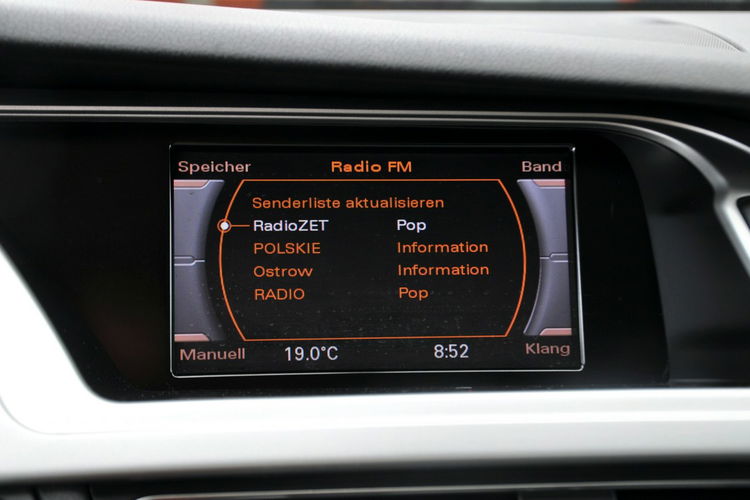 Speicher Radio FM Band
Senderliste aktualisieren
RadioZET Pop
POLSKIE Information
Ostrow Information
RADIO Pop
Manuell 19.0°C 8:52 Klang